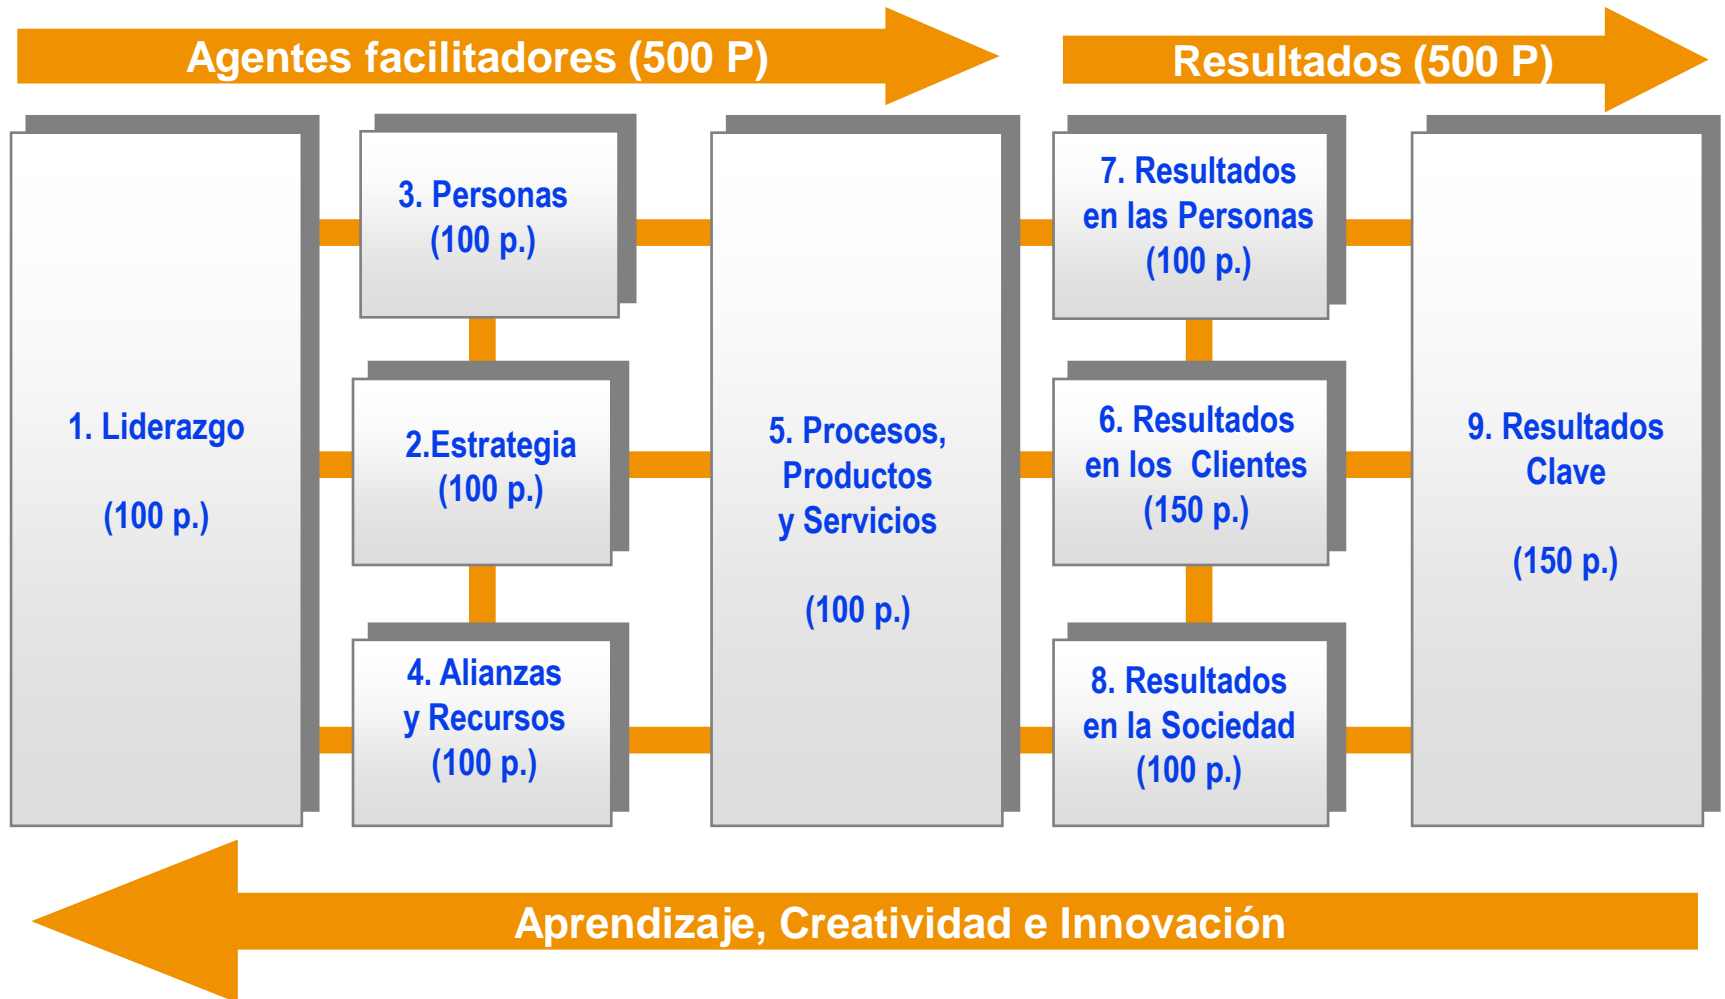 Agentes facilitadores (500 P)
Resultados (500 P)
1. Liderazgo
(100 p.)
3. Personas
(100 p.)
2.Estrategia
(100 p.)
4. Alianzas
y Recursos
(100 p.)
5. Procesos,
Productos
y Servicios
(100 p.)
7. Resultados
en las Personas
(100 p.)
6. Resultados
en los Clientes
(150 p.)
8. Resultados
en la Sociedad
(100 p.)
9. Resultados
Clave
(150 p.)
Aprendizaje, Creatividad e Innovación